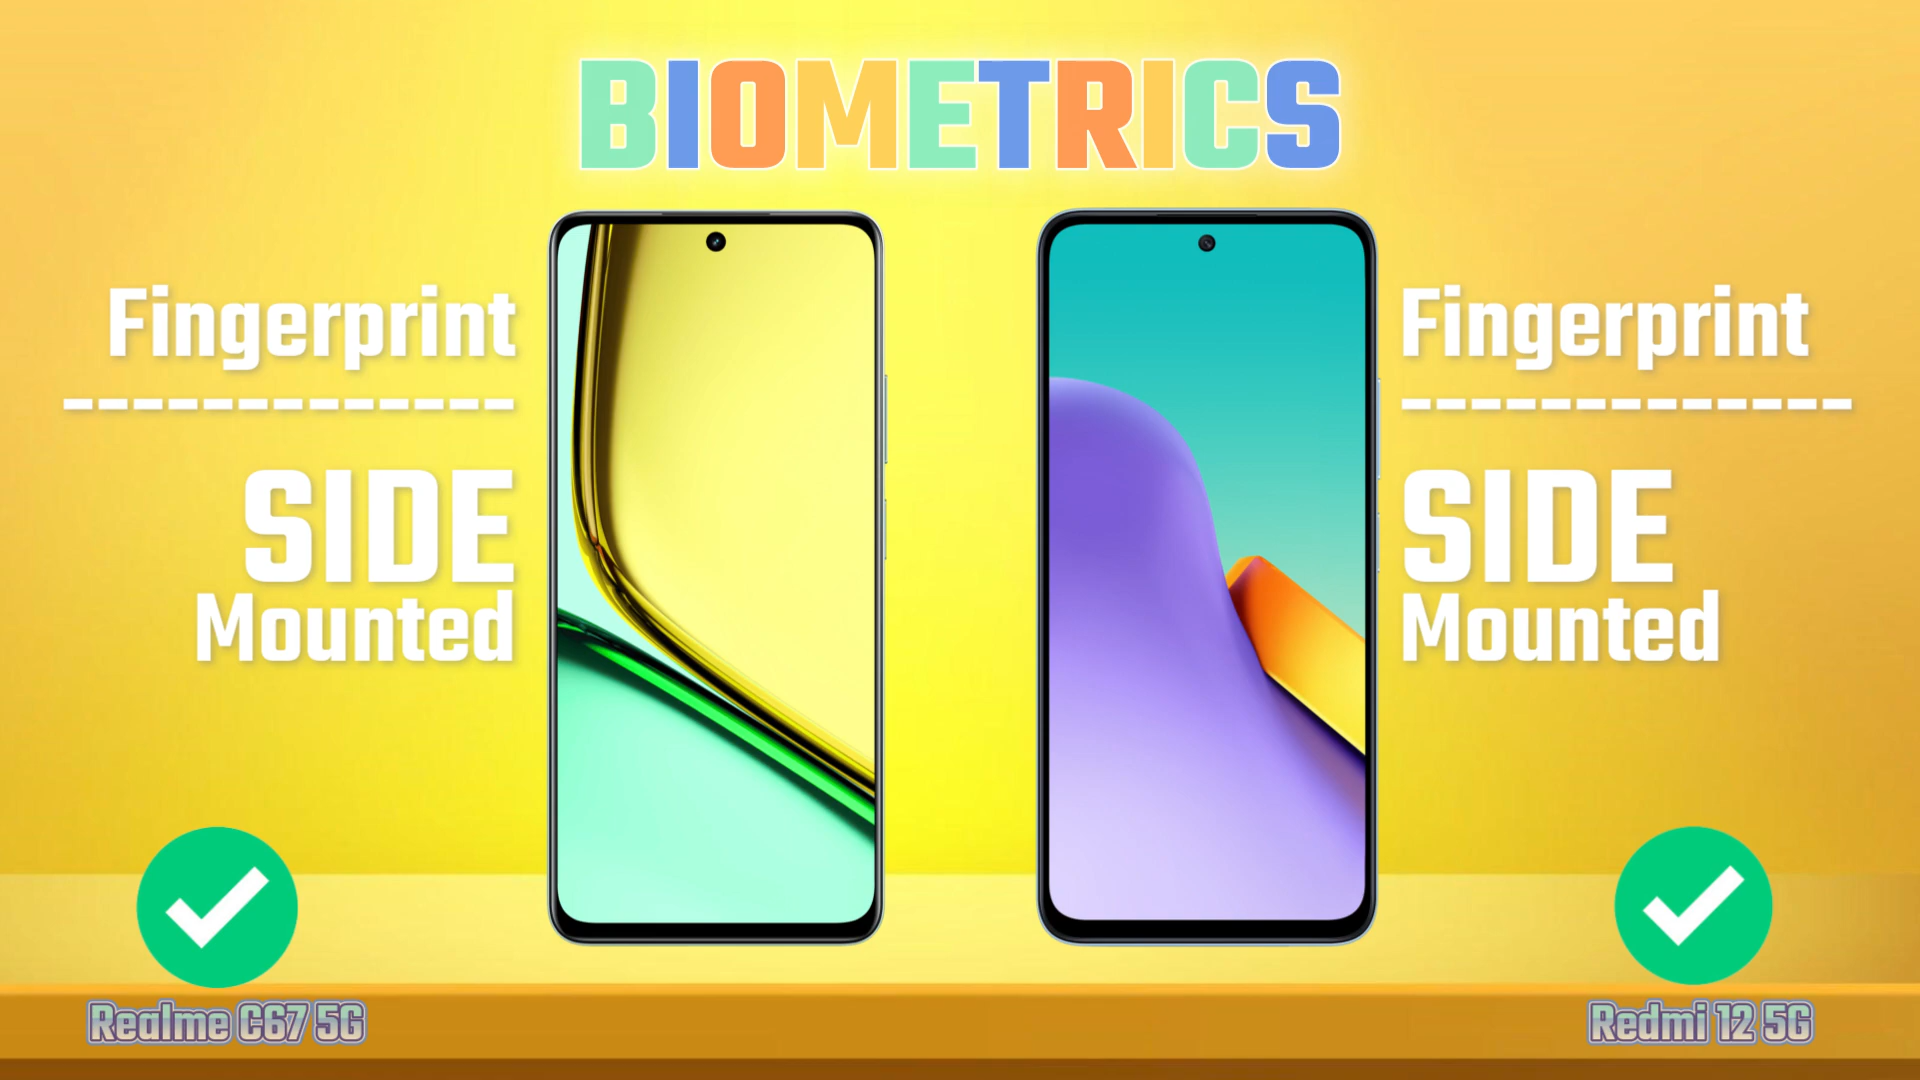 BIOMETRICS
Fingerprint
-------------
SIDE
Mounted
Fingerprint
-------------
SIDE
Mounted
Realme C67 5G
Redmi 12 5G